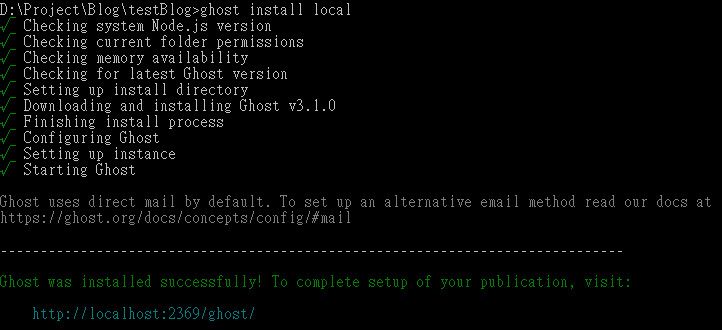 D:\Project\Blog\testBlog>ghost install local
√ Checking system Node.js version
√ Checking current folder permissions
√ Checking memory availability
√ Checking for latest Ghost version
√ Setting up install directory
√ Downloading and installing Ghost v3.1.0
√ Finishing install process
√ Configuring Ghost
√ Setting up instance
√ Starting Ghost
Ghost uses direct mail by default. To set up an alternative email method read our docs at
https://ghost.org/docs/concepts/config/#mail
------------------------------------------------------------------------------
Ghost was installed successfully! To complete setup of your publication, visit:
http://localhost:2369/ghost/